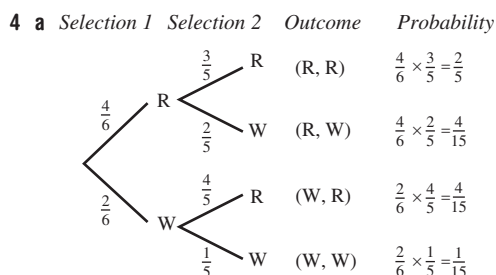 4 a Selection 1 Selection 2 Outcome Probability
3/5 R (R, R) 4/6 × 3/5 = 2/5
4/6 R
2/5 W (R, W) 4/6 × 2/5 = 4/15
4/5 R (W, R) 2/6 × 4/5 = 4/15
2/6 W
1/5 W (W, W) 2/6 × 1/5 = 1/15